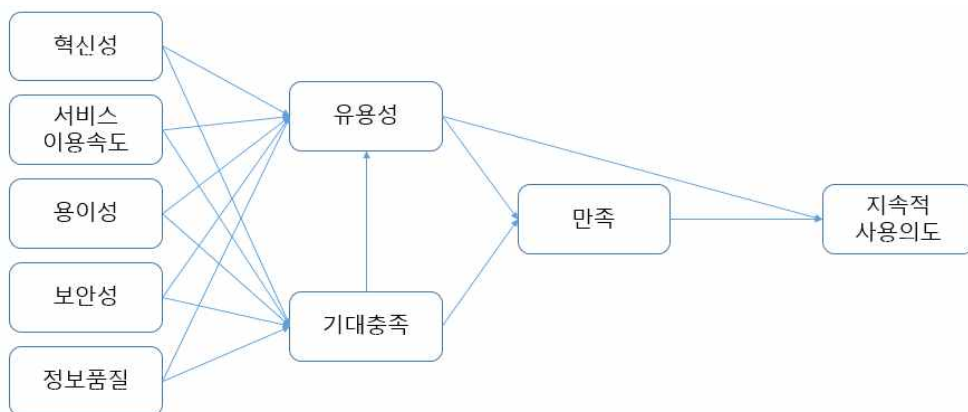 혁신성
서비스
이용속도
용이성
보안성
정보품질
유용성
기대충족
만족
지속적
사용의도